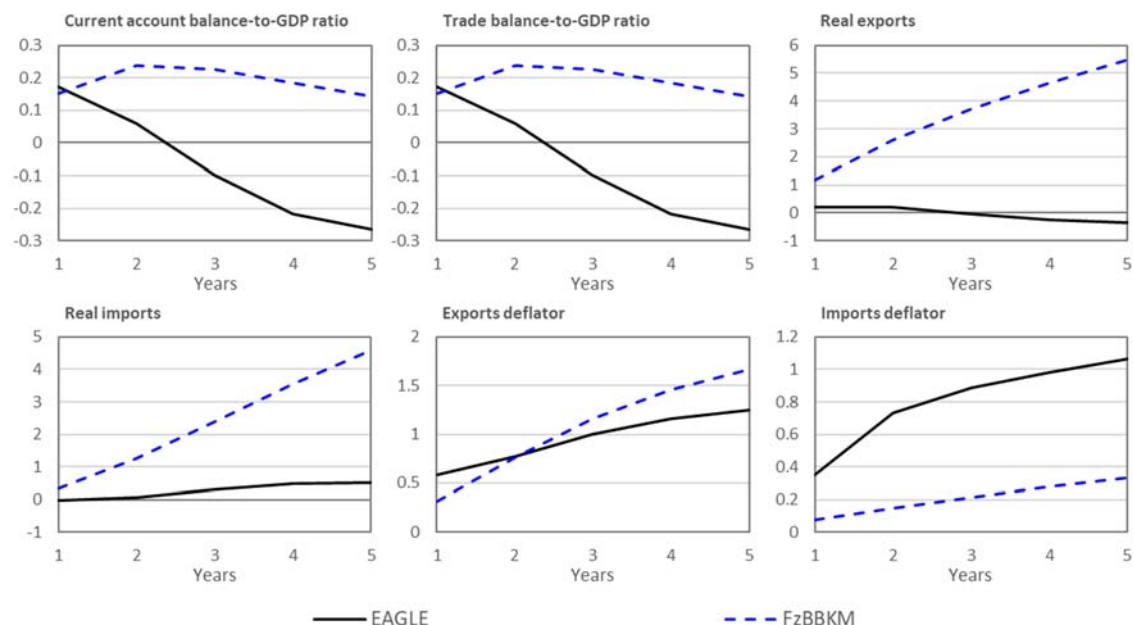 Current account balance-to-GDP ratio
0.3
0.2
0.1
0
-0.1
-0.2
-0.3
1 2 3 4 5
Years
Trade balance-to-GDP ratio
0.3
0.2
0.1
0
-0.1
-0.2
-0.3
1 2 3 4 5
Years
Real exports
6
5
4
3
2
1
0
-1
1 2 3 4 5
Years
Real imports
5
4
3
2
1
0
-1
1 2 3 4 5
Years
Exports deflator
2
1.5
1
0.5
0
1 2 3 4 5
Years
Imports deflator
1.2
1
0.8
0.6
0.4
0.2
0
1 2 3 4 5
Years
EAGLE
FzBBKM